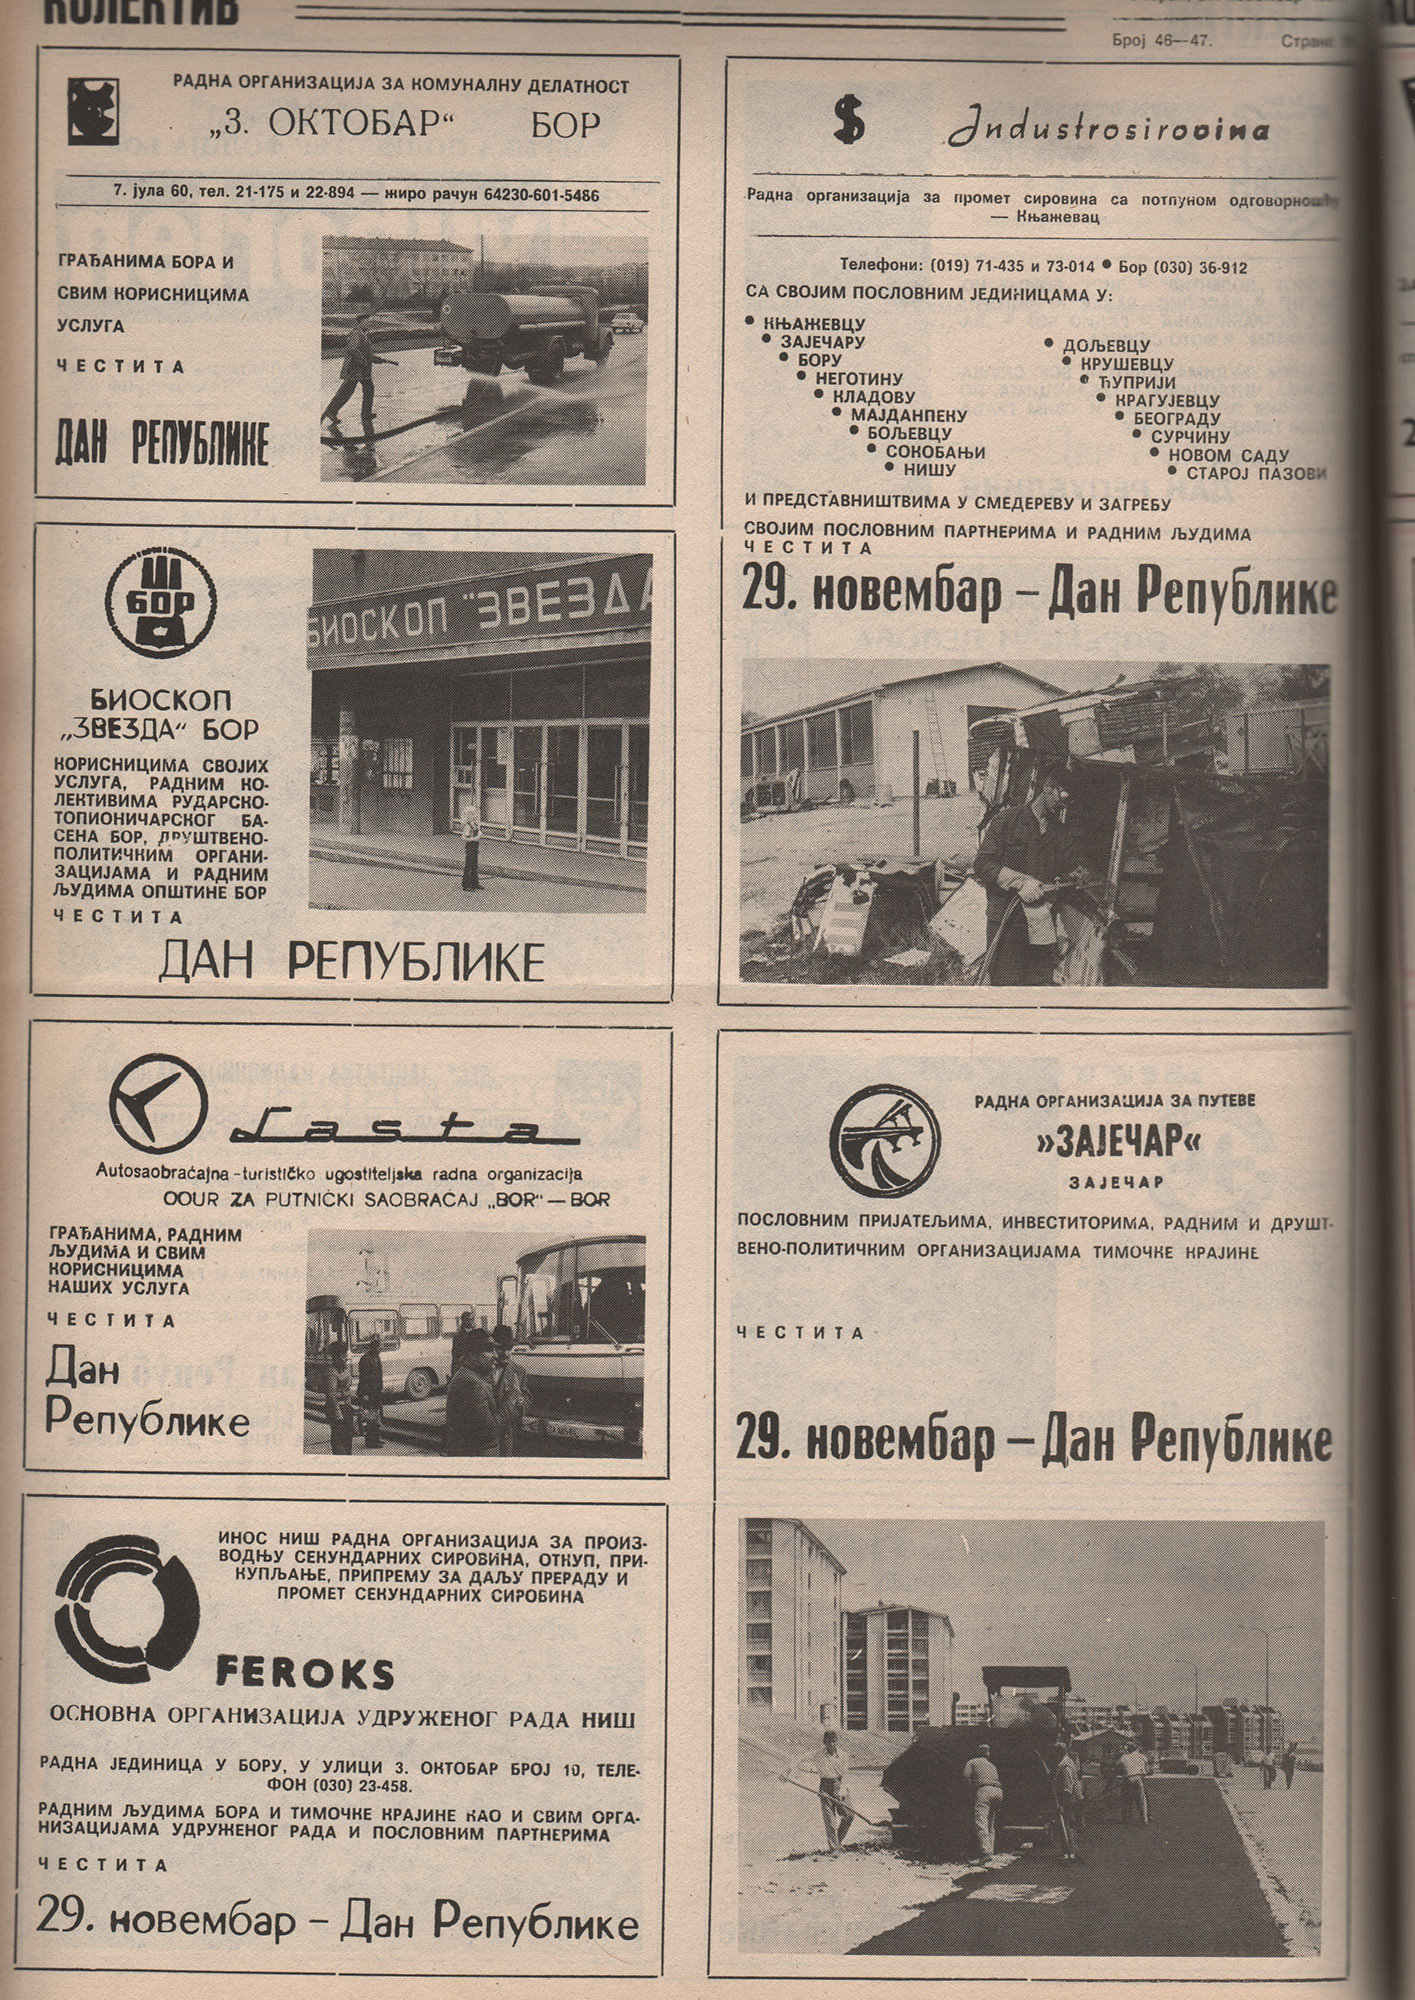 КОЛЕКТИВ
Број 46—47.
РАДНА ОРГАНИЗАЦИЈА ЗА КОМУНАЛНУ ДЕЛАТНОСТ
„3. ОКТОБАР“ БОР
7. јула 60, тел. 21-175 и 22-894 — жиро рачун 64230-601-5486
ГРАЂАНИМА БОРА И
СВИМ КОРИСНИЦИМА
УСЛУГА
ЧЕСТИТА
ДАН РЕПУБЛИКЕ
БОР
БИОСКОП "ЗВЕЗДА
БИОСКОП
„ЗВЕЗДА“ БОР
КОРИСНИЦИМА СВОЈИХ
УСЛУГА, РАДНИМ КО-
ЛЕКТИВИМА РУДАРСКО-
ТОПИОНИЧАРСКОГ БА-
СЕНА БОР, ДРУШТВЕНО-
ПОЛИТИЧКИМ ОРГАНИ-
ЗАЦИЈАМА И РАДНИМ
ЉУДИМА ОПШТИНЕ БОР
ЧЕСТИТА
ДАН РЕПУБЛИКЕ
Lasta
Autosaobraćajna-turističko ugostiteljska radna organizacija
OOUR ZA PUTNIČKI SAOBRAĆAJ „BOR“ — BOR
ГРАЂАНИМА, РАДНИМ
ЉУДИМА И СВИМ
КОРИСНИЦИМА
НАШИХ УСЛУГА
ЧЕСТИТА
Дан
Републике
ИНОС НИШ РАДНА ОРГАНИЗАЦИЈА ЗА ПРОИЗ-
ВОДЊУ СЕКУНДАРНИХ СИРОВИНА, ОТКУП, ПРИ-
КУПЉАЊЕ, ПРИПРЕМУ ЗА ДАЉУ ПРЕРАДУ И
ПРОМЕТ СЕКУНДАРНИХ СИРОБИНА
FEROKS
ОСНОВНА ОРГАНИЗАЦИЈА УДРУЖЕНОГ РАДА НИШ
РАДНА ЈЕДИНИЦА У БОРУ, У УЛИЦИ 3. ОКТОБАР БРОЈ 10, ТЕЛЕ-
ФОН (030) 23-458.
РАДНИМ ЉУДИМА БОРА И ТИМОЧКЕ КРАЈИНЕ КАО И СВИМ ОРГА-
НИЗАЦИЈАМА УДРУЖЕНОГ РАДА И ПОСЛОВНИМ ПАРТНЕРИМА
ЧЕСТИТА
29. новембар – Дан Републике
Industrosirovina
Радна организација за промет сировина са потпуном одговорношћу
— Књажевац
Телефони: (019) 71-435 и 73-014 ● Бор (030) 36-912
СА СВОЈИМ ПОСЛОВНИМ ЈЕДИНИЦАМА У:
● КЊАЖЕВЦУ
● ЗАЈЕЧАРУ
● БОРУ
● НЕГОТИНУ
● КЛАДОВУ
● МАЈДАНПЕКУ
● БОЉЕВЦУ
● СОКОБАЊИ
● НИШУ
● ДОЉЕВЦУ
● КРУШЕВЦУ
● ЋУПРИЈИ
● КРАГУЈЕВЦУ
● БЕОГРАДУ
● СУРЧИНУ
● НОВОМ САДУ
● СТАРОЈ ПАЗОВИ
И ПРЕДСТАВНИШТВИМА У СМЕДЕРЕВУ И ЗАГРЕБУ
СВОЈИМ ПОСЛОВНИМ ПАРТНЕРИМА И РАДНИМ ЉУДИМА
ЧЕСТИТА
29. новембар – Дан Републике
РАДНА ОРГАНИЗАЦИЈА ЗА ПУТЕВЕ
»ЗАЈЕЧАР«
ЗАЈЕЧАР
ПОСЛОВНИМ ПРИЈАТЕЉИМА, ИНВЕСТИТОРИМА, РАДНИМ И ДРУШТ-
ВЕНО-ПОЛИТИЧКИМ ОРГАНИЗАЦИЈАМА ТИМОЧКЕ КРАЈИНЕ
ЧЕСТИТА
29. новембар – Дан Републике